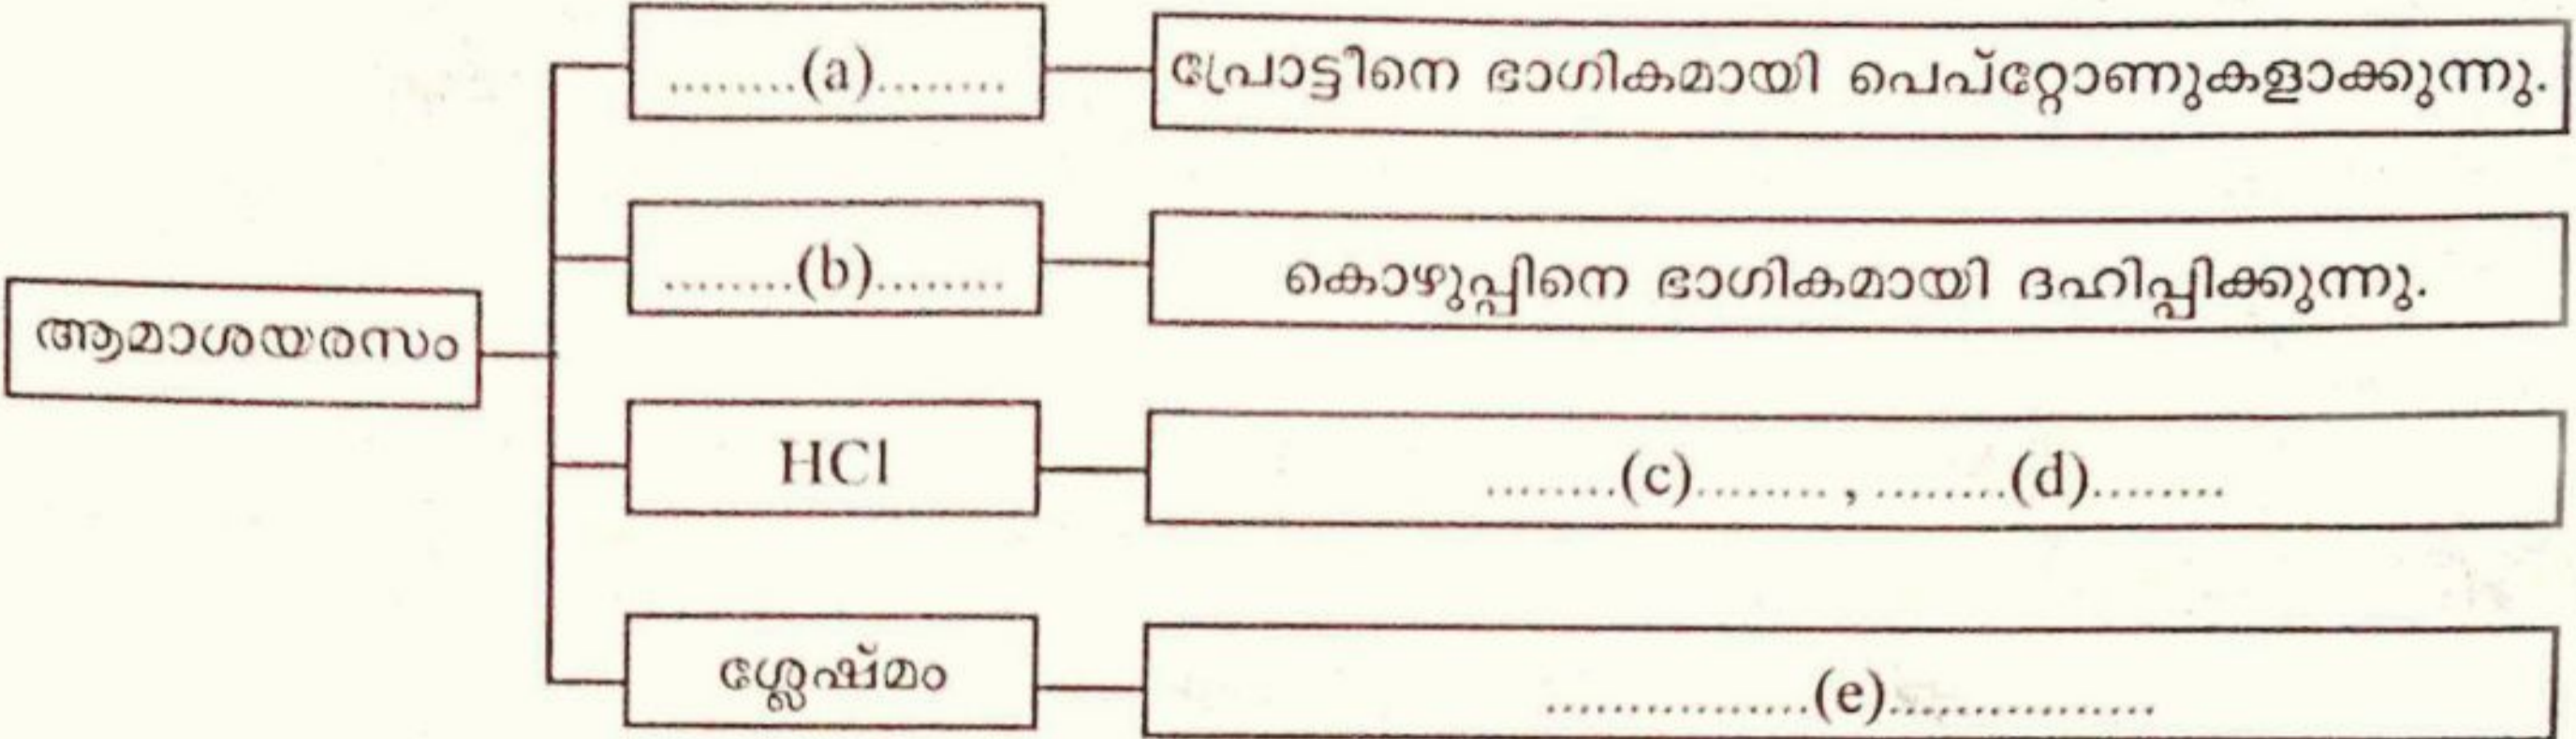 ........(a)........
പ്രോട്ടീനെ ഭാഗികമായി പെപ്റ്റോണുകളാക്കുന്നു.
........(b)........
കൊഴുപ്പിനെ ഭാഗികമായി ദഹിപ്പിക്കുന്നു.
ആമാശയരസം
HCl
........(c)........ , ........(d)........
ശ്ലേഷ്മം
................(e)................